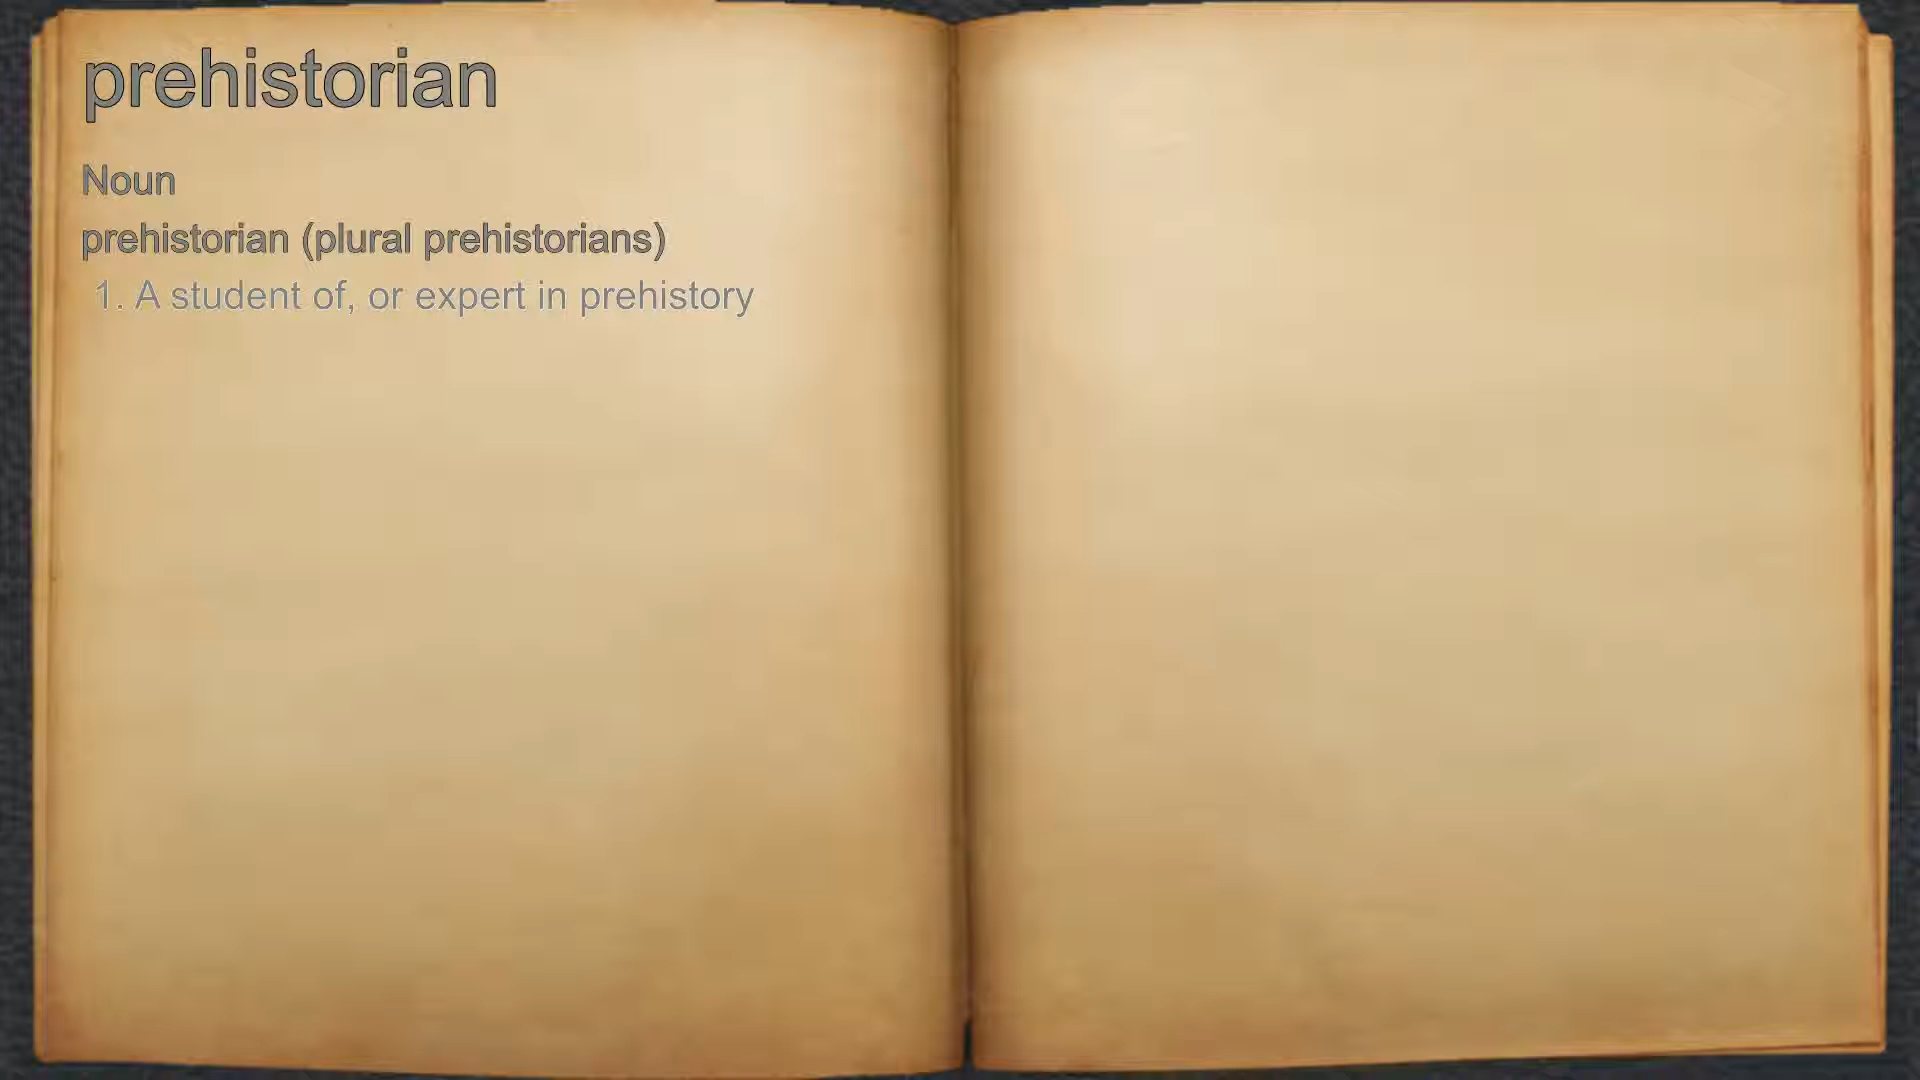 prehistorian
Noun
prehistorian (plural prehistorians)
1. A student of, or expert in prehistory